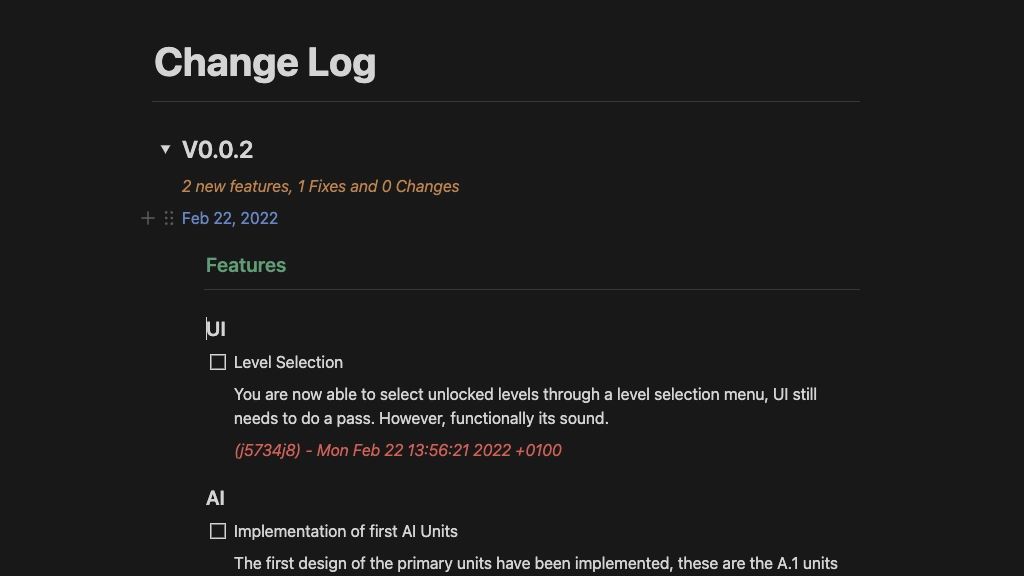 Change Log
V0.0.2
2 new features, 1 Fixes and 0 Changes
Feb 22, 2022
Features
UI
Level Selection
You are now able to select unlocked levels through a level selection menu, UI still
needs to do a pass. However, functionally its sound.
(j5734j8) - Mon Feb 22 13:56:21 2022 +0100
AI
Implementation of first AI Units
The first design of the primary units have been implemented, these are the A.1 units